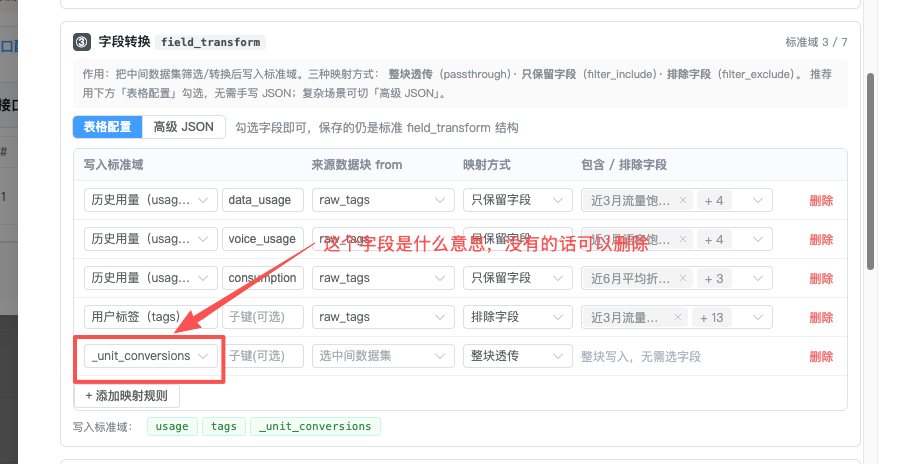 ③ 字段转换 field_transform 标准域 3 / 7
作用：把中间数据集筛选/转换后写入标准域。三种映射方式： 整块透传（passthrough）· 只保留字段（filter_include）· 排除字段（filter_exclude）。 推荐
用下方「表格配置」勾选，无需手写 JSON；复杂场景可切「高级 JSON」。
表格配置 高级 JSON 勾选字段即可，保存的仍是标准 field_transform 结构
写入标准域 来源数据块 from 映射方式 包含 / 排除字段
历史用量（usag... data_usage raw_tags 只保留字段 近3月流量饱... × + 4 删除
历史用量（usag... voice_usage raw_tags 只保留字段 × + 4 删除
这个字段是什么意思，没有的话可以删除
历史用量（usag... consumption raw_tags 只保留字段 近6月平均折... × + 3 删除
用户标签（tags） 子键(可选) raw_tags 排除字段 近3月流量... × + 13 删除
_unit_conversions 子键(可选) 选中间数据集 整块透传 整块写入，无需选字段 删除
+ 添加映射规则
写入标准域： usage tags _unit_conversions
口
接口
#
1